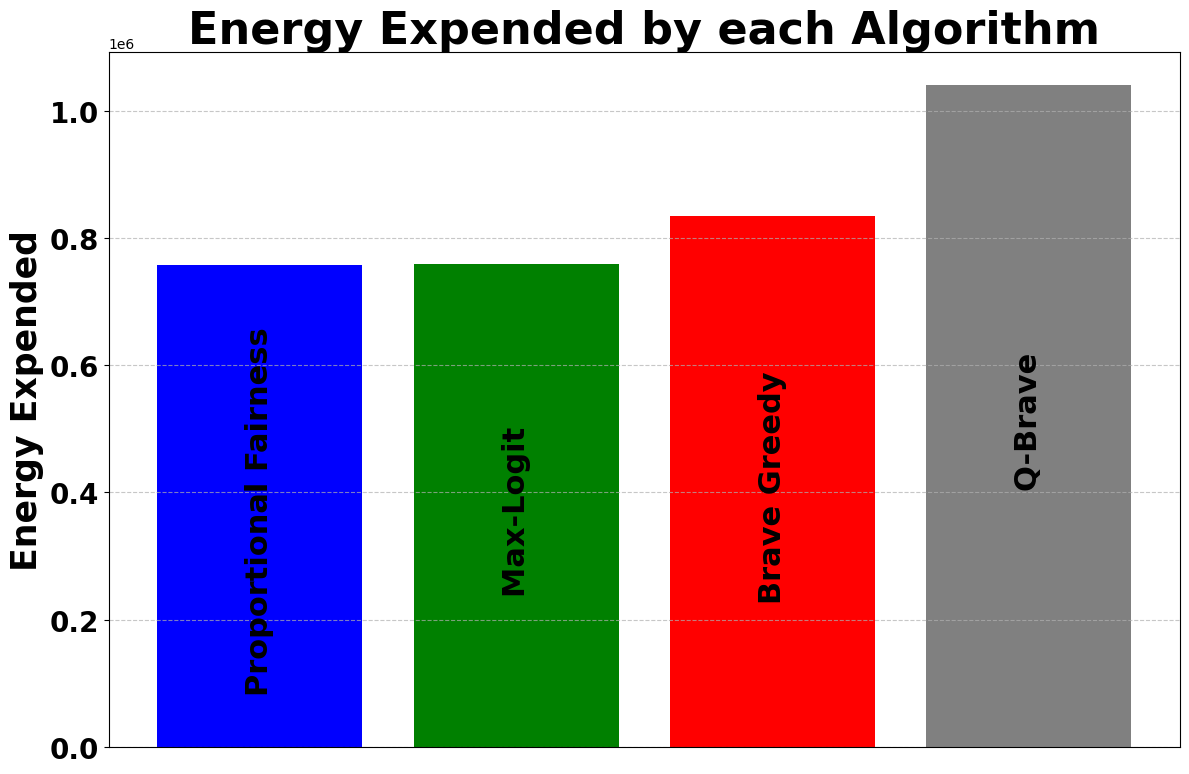 Energy Expended by each Algorithm
1e6
Energy Expended
1.0
0.8
0.6
0.4
0.2
0.0
Proportional Fairness
Max-Logit
Brave Greedy
Q-Brave